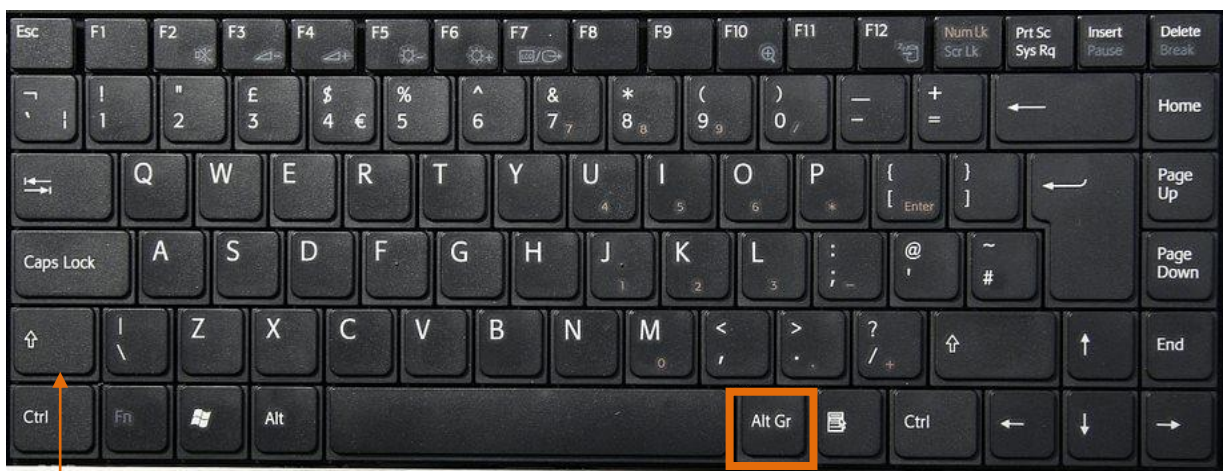 Esc F1 F2 F3 F4 F5 F6 F7 F8 F9 F10 F11 F12 Num Lk Prt Sc Insert Delete
LCD Scr Lk Sys Rq Pause Break
¬ ! " £ $ % ^ & * ( ) _ +
` ¦ 1 2 3 4 € 5 6 7 7 8 8 9 9 0 / - = Home
Q W E R T Y U I O P { } Page
4 5 6 * [ Enter ] Up
Caps Lock A S D F G H J K L : @ ~ Page
1 2 3 ; - ' # Down
| Z X C V B N M < > ? End
\ 0 , . / +
Ctrl Fn Alt Alt Gr Ctrl